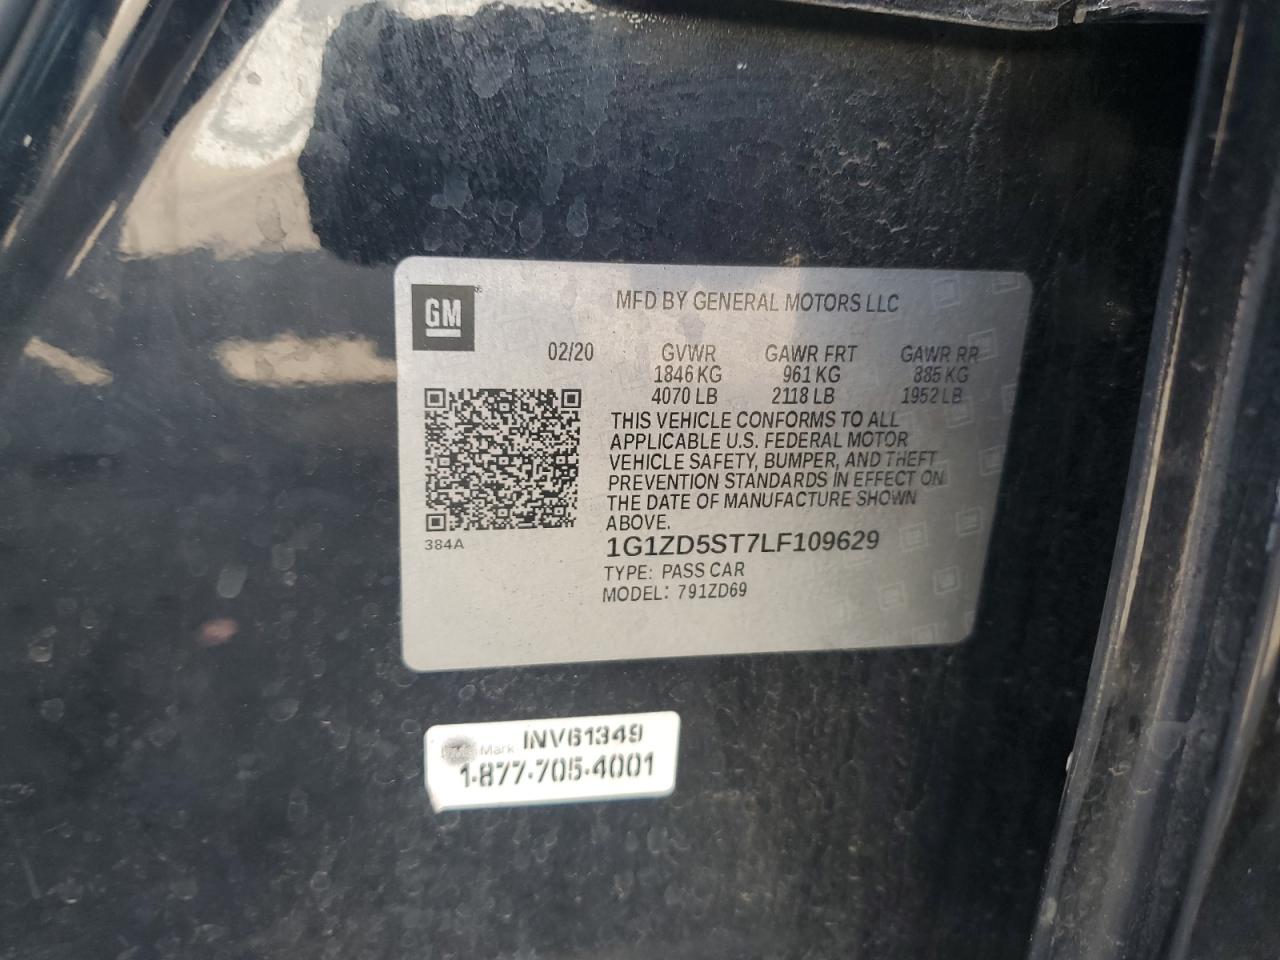 GM
MFD BY GENERAL MOTORS LLC
02/20 GVWR GAWR FRT GAWR RR
1846 KG 961 KG 885 KG
4070 LB 2118 LB 1952 LB
THIS VEHICLE CONFORMS TO ALL
APPLICABLE U.S. FEDERAL MOTOR
VEHICLE SAFETY, BUMPER, AND THEFT
PREVENTION STANDARDS IN EFFECT ON
THE DATE OF MANUFACTURE SHOWN
ABOVE.
384A
1G1ZD5ST7LF109629
TYPE: PASS CAR
MODEL: 791ZD69
Mark INV61349
1-877-705-4001